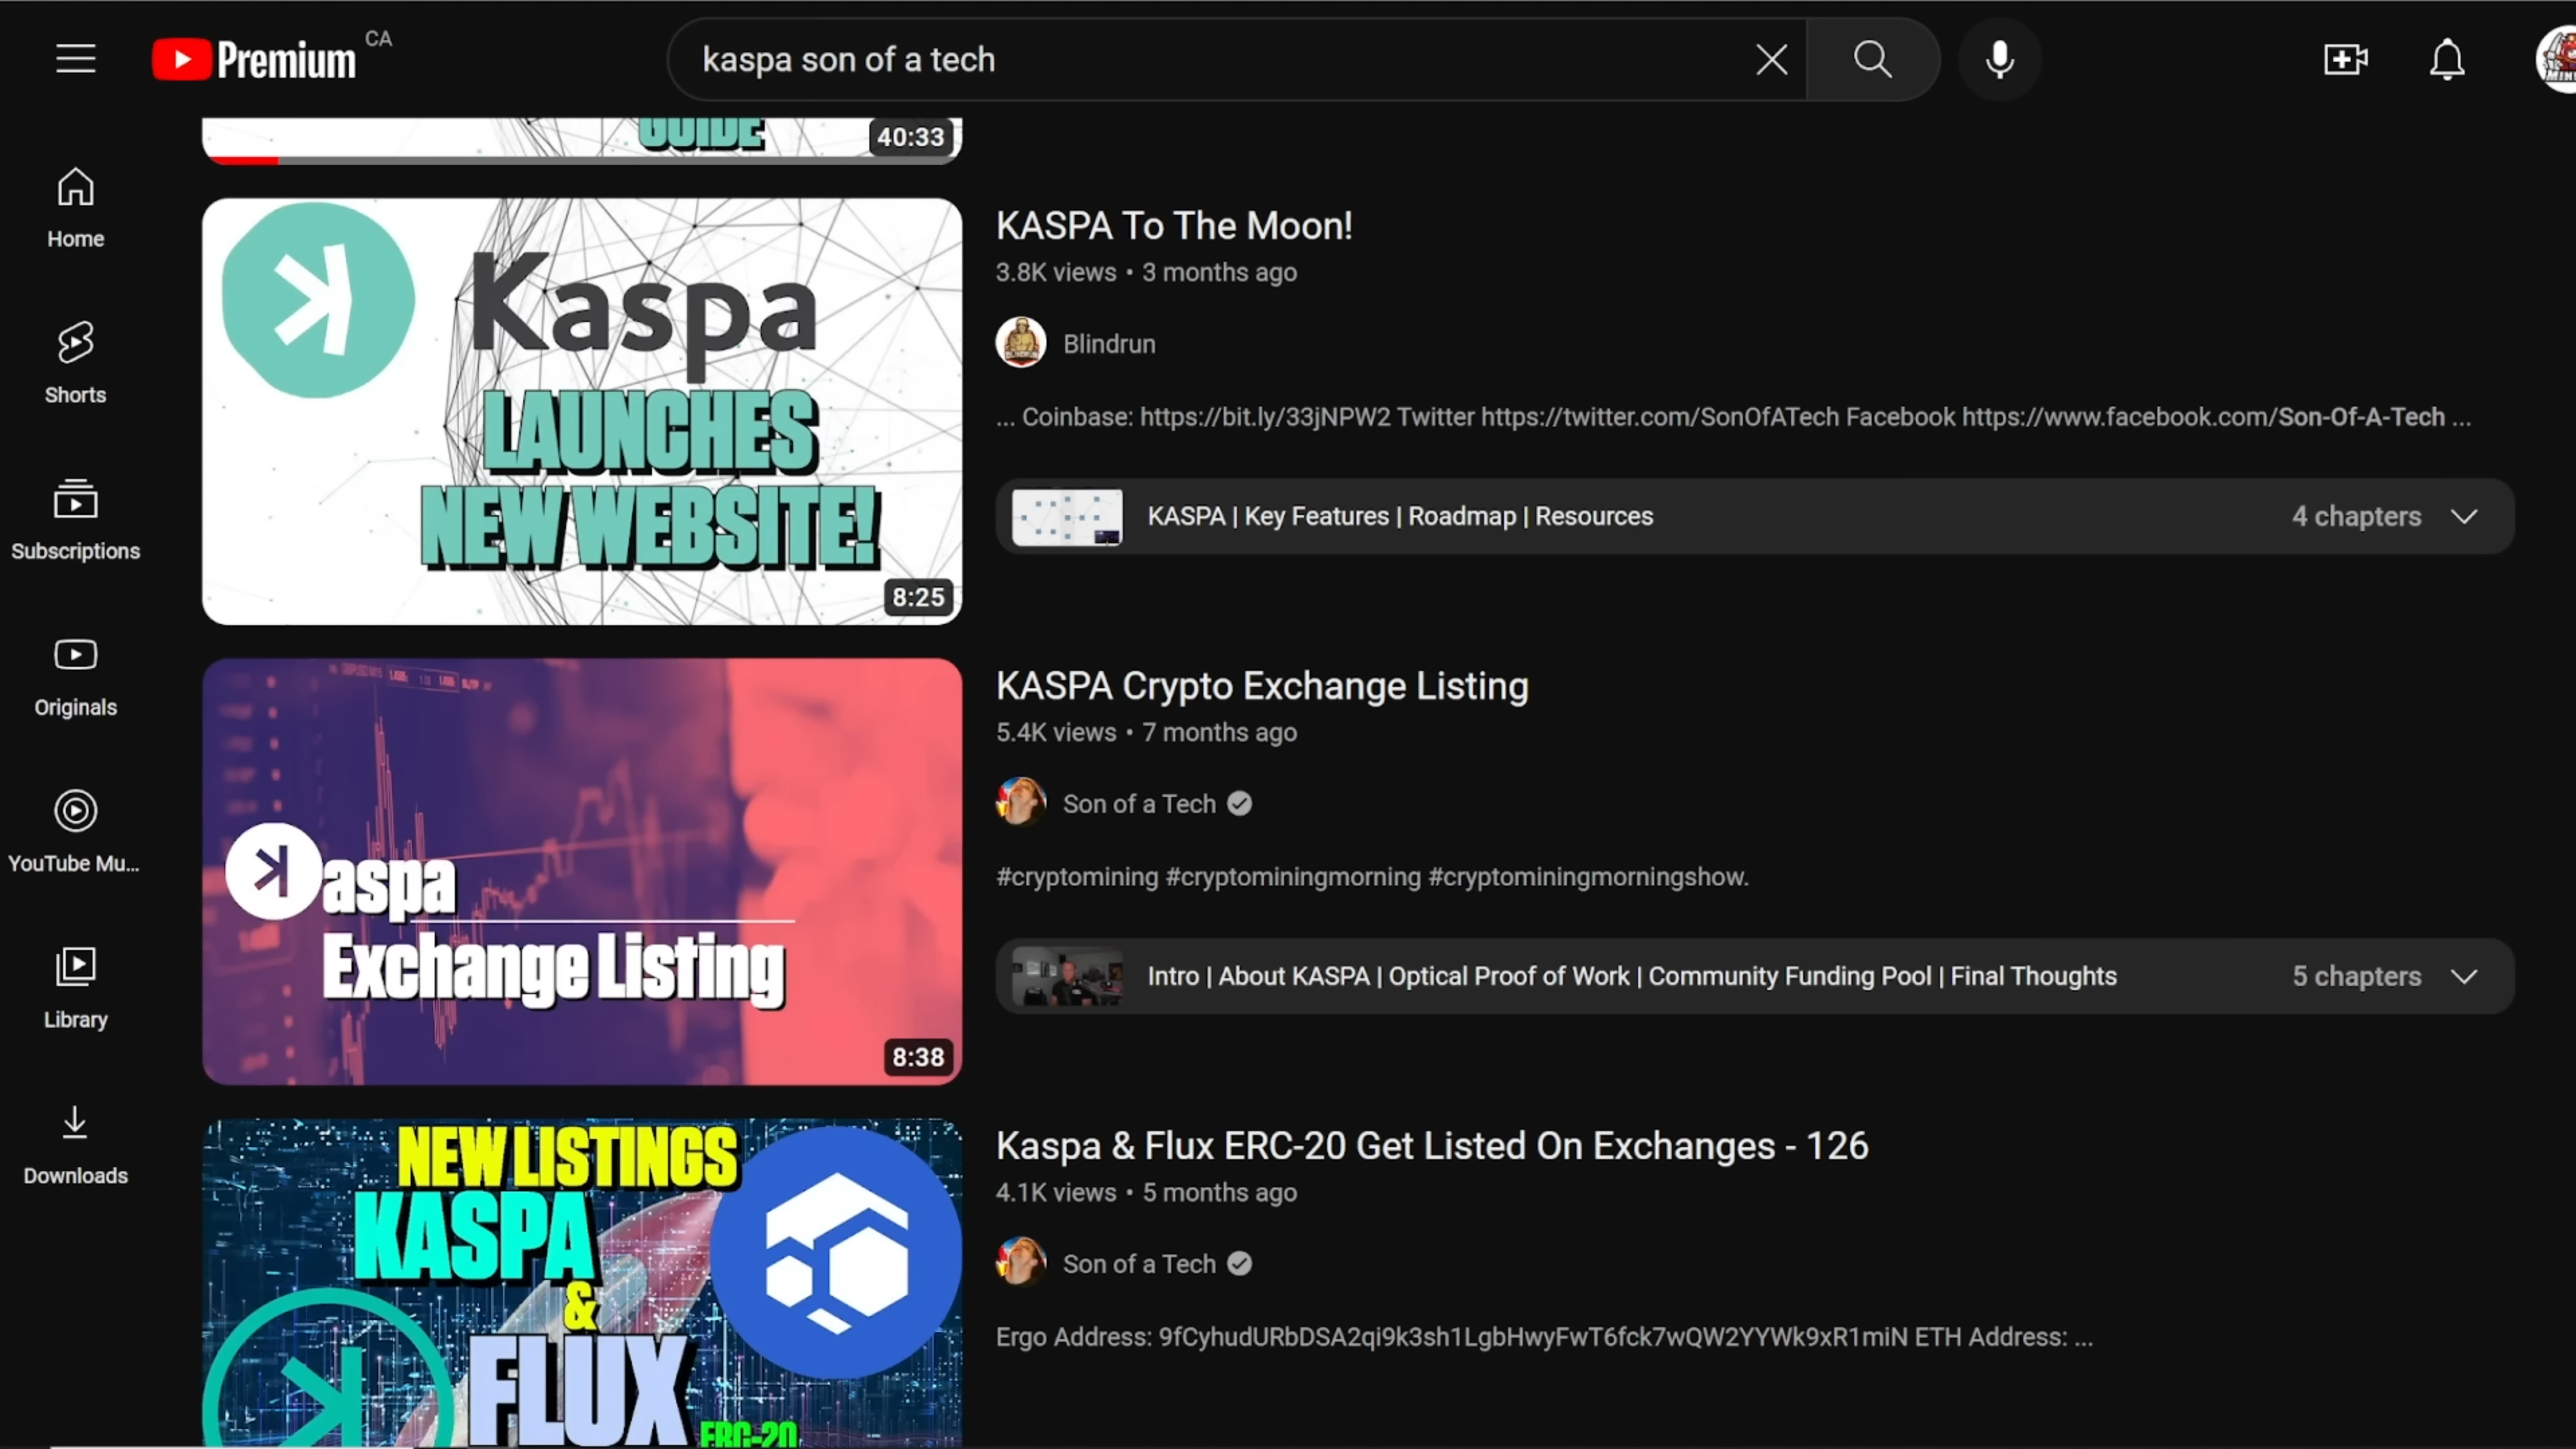 Premium CA
kaspa son of a tech
GUIDE
40:33
Home
Shorts
Subscriptions
Originals
YouTube Mu...
Library
Downloads
Kaspa
LAUNCHES
NEW WEBSITE!
8:25
KASPA To The Moon!
3.8K views • 3 months ago
Blindrun
... Coinbase: https://bit.ly/33jNPW2 Twitter https://twitter.com/SonOfATech Facebook https://www.facebook.com/Son-Of-A-Tech ...
KASPA | Key Features | Roadmap | Resources
4 chapters
Kaspa
Exchange Listing
8:38
KASPA Crypto Exchange Listing
5.4K views • 7 months ago
Son of a Tech
#cryptomining #cryptominingmorning #cryptominingmorningshow.
Intro | About KASPA | Optical Proof of Work | Community Funding Pool | Final Thoughts
5 chapters
NEW LISTINGS
KASPA
&
FLUX
ERC-20
Kaspa & Flux ERC-20 Get Listed On Exchanges - 126
4.1K views • 5 months ago
Son of a Tech
Ergo Address: 9fCyhudURbDSA2qi9k3sh1LgbHwyFwT6fck7wQW2YYWk9xR1miN ETH Address: ...